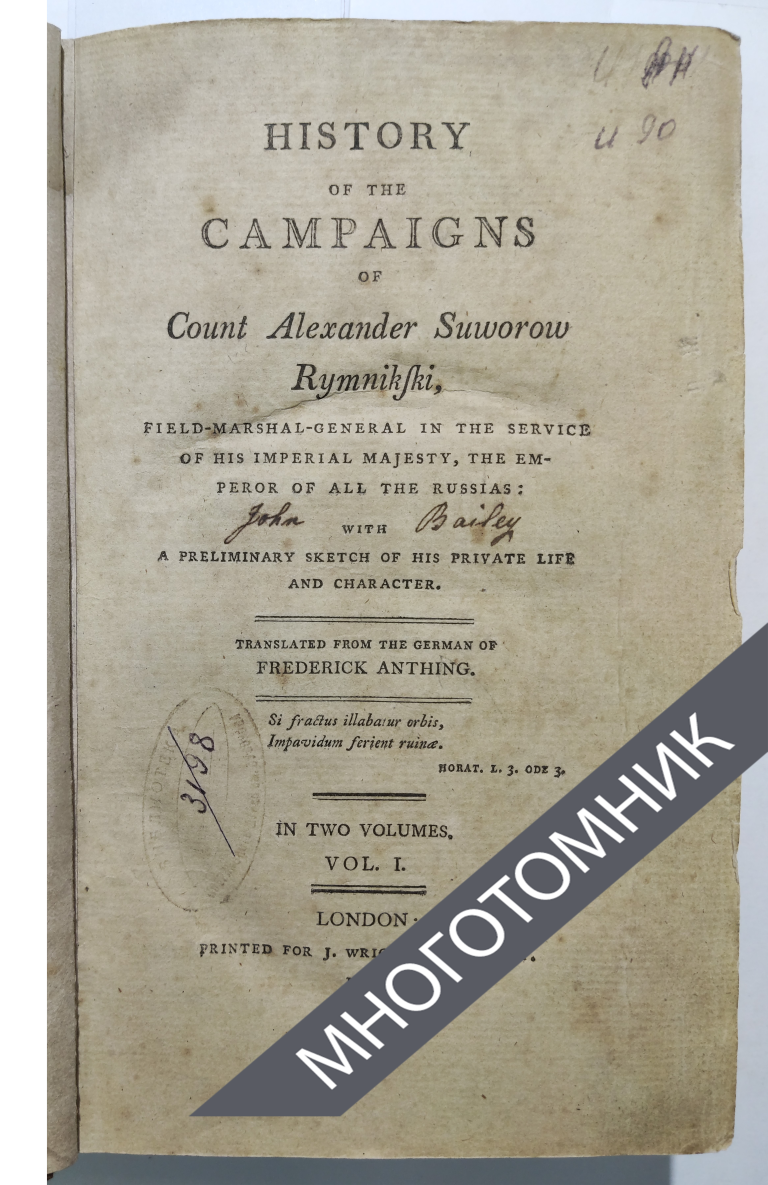 и 90
HISTORY
OF THE
CAMPAIGNS
OF
Count Alexander Suworow
Rymnikſki,
FIELD-MARSHAL-GENERAL IN THE SERVICE
OF HIS IMPERIAL MAJESTY, THE EM-
PEROR OF ALL THE RUSSIAS:
John WITH Bailey
A PRELIMINARY SKETCH OF HIS PRIVATE LIFE
AND CHARACTER.
TRANSLATED FROM THE GERMAN OF
FREDERICK ANTHING.
Si fractus illabatur orbis,
Impavidum ferient ruinæ.
HORAT. L. 3. ODE 3.
3198
IN TWO VOLUMES.
VOL. I.
LONDON:
PRINTED FOR J.
МНОГОТОМНИК